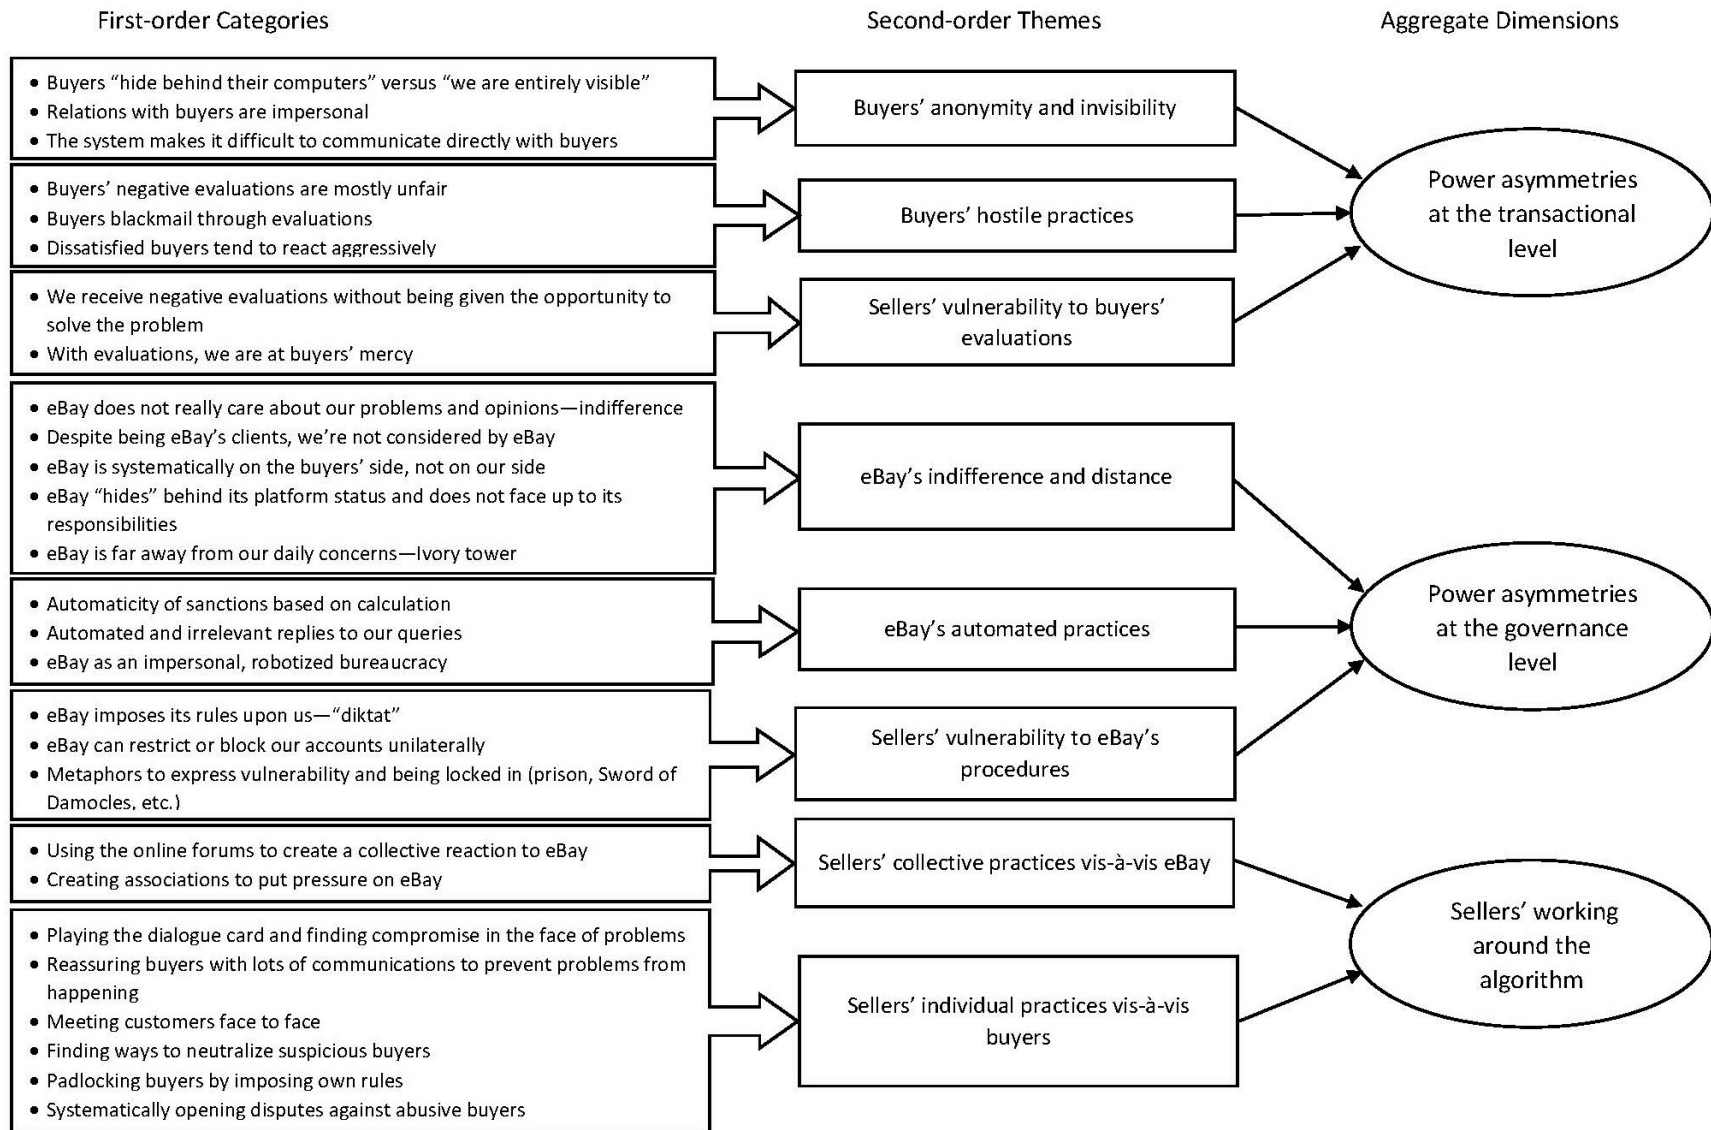 First-order Categories
Second-order Themes
Aggregate Dimensions
• Buyers “hide behind their computers” versus “we are entirely visible”
• Relations with buyers are impersonal
• The system makes it difficult to communicate directly with buyers
Buyers’ anonymity and invisibility
• Buyers’ negative evaluations are mostly unfair
• Buyers blackmail through evaluations
• Dissatisfied buyers tend to react aggressively
Buyers’ hostile practices
• We receive negative evaluations without being given the opportunity to
solve the problem
• With evaluations, we are at buyers’ mercy
Sellers’ vulnerability to buyers’
evaluations
Power asymmetries
at the transactional
level
• eBay does not really care about our problems and opinions—indifference
• Despite being eBay’s clients, we’re not considered by eBay
• eBay is systematically on the buyers’ side, not on our side
• eBay “hides” behind its platform status and does not face up to its
responsibilities
• eBay is far away from our daily concerns—Ivory tower
eBay’s indifference and distance
• Automaticity of sanctions based on calculation
• Automated and irrelevant replies to our queries
• eBay as an impersonal, robotized bureaucracy
eBay’s automated practices
• eBay imposes its rules upon us—“diktat”
• eBay can restrict or block our accounts unilaterally
• Metaphors to express vulnerability and being locked in (prison, Sword of
Damocles, etc.)
Sellers’ vulnerability to eBay’s
procedures
Power asymmetries
at the governance
level
• Using the online forums to create a collective reaction to eBay
• Creating associations to put pressure on eBay
Sellers’ collective practices vis-à-vis eBay
• Playing the dialogue card and finding compromise in the face of problems
• Reassuring buyers with lots of communications to prevent problems from
happening
• Meeting customers face to face
• Finding ways to neutralize suspicious buyers
• Padlocking buyers by imposing own rules
• Systematically opening disputes against abusive buyers
Sellers’ individual practices vis-à-vis
buyers
Sellers’ working
around the
algorithm